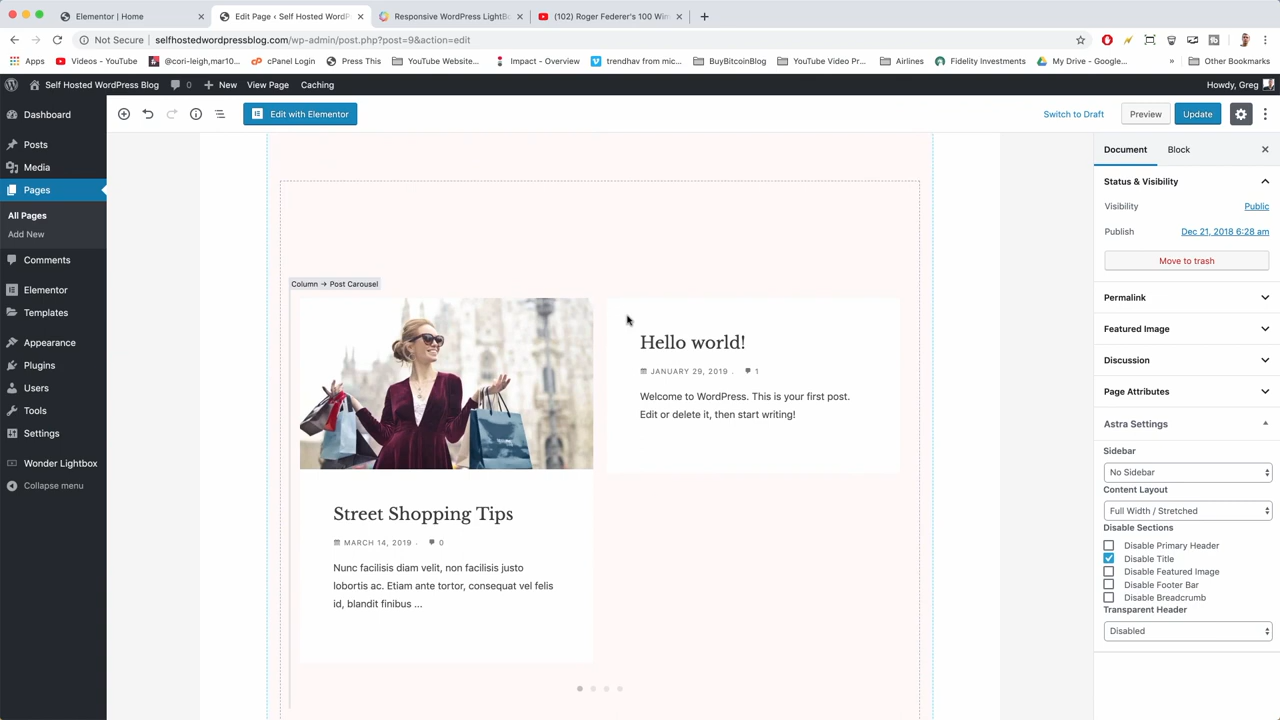 Elementor | Home
Edit Page ‹ Self Hosted WordP
Responsive WordPress LightBo
(102) Roger Federer's 100 Win
Not Secure | selfhostedwordpressblog.com/wp-admin/post.php?post=9&action=edit
Apps
Videos - YouTube
@cori-leigh,mar10...
cPanel Login
Press This
YouTube Website...
Impact - Overview
trendhav from mic...
BuyBitcoinBlog
YouTube Video Pr...
Airlines
Fidelity Investments
My Drive - Google...
»
Other Bookmarks
Self Hosted WordPress Blog
0
New
View Page
Caching
Howdy, Greg
Dashboard
Posts
Media
Pages
All Pages
Add New
Comments
Elementor
Templates
Appearance
Plugins
Users
Tools
Settings
Wonder Lightbox
Collapse menu
Edit with Elementor
Switch to Draft
Preview
Update
Column → Post Carousel
Street Shopping Tips
MARCH 14, 2019 . 0
Nunc facilisis diam velit, non facilisis justo
lobortis ac. Etiam ante tortor, consequat vel felis
id, blandit finibus ...
Hello world!
JANUARY 29, 2019 . 1
Welcome to WordPress. This is your first post.
Edit or delete it, then start writing!
Document
Block
Status & Visibility
Visibility
Public
Publish
Dec 21, 2018 6:28 am
Move to trash
Permalink
Featured Image
Discussion
Page Attributes
Astra Settings
Sidebar
No Sidebar
Content Layout
Full Width / Stretched
Disable Sections
Disable Primary Header
Disable Title
Disable Featured Image
Disable Footer Bar
Disable Breadcrumb
Transparent Header
Disabled